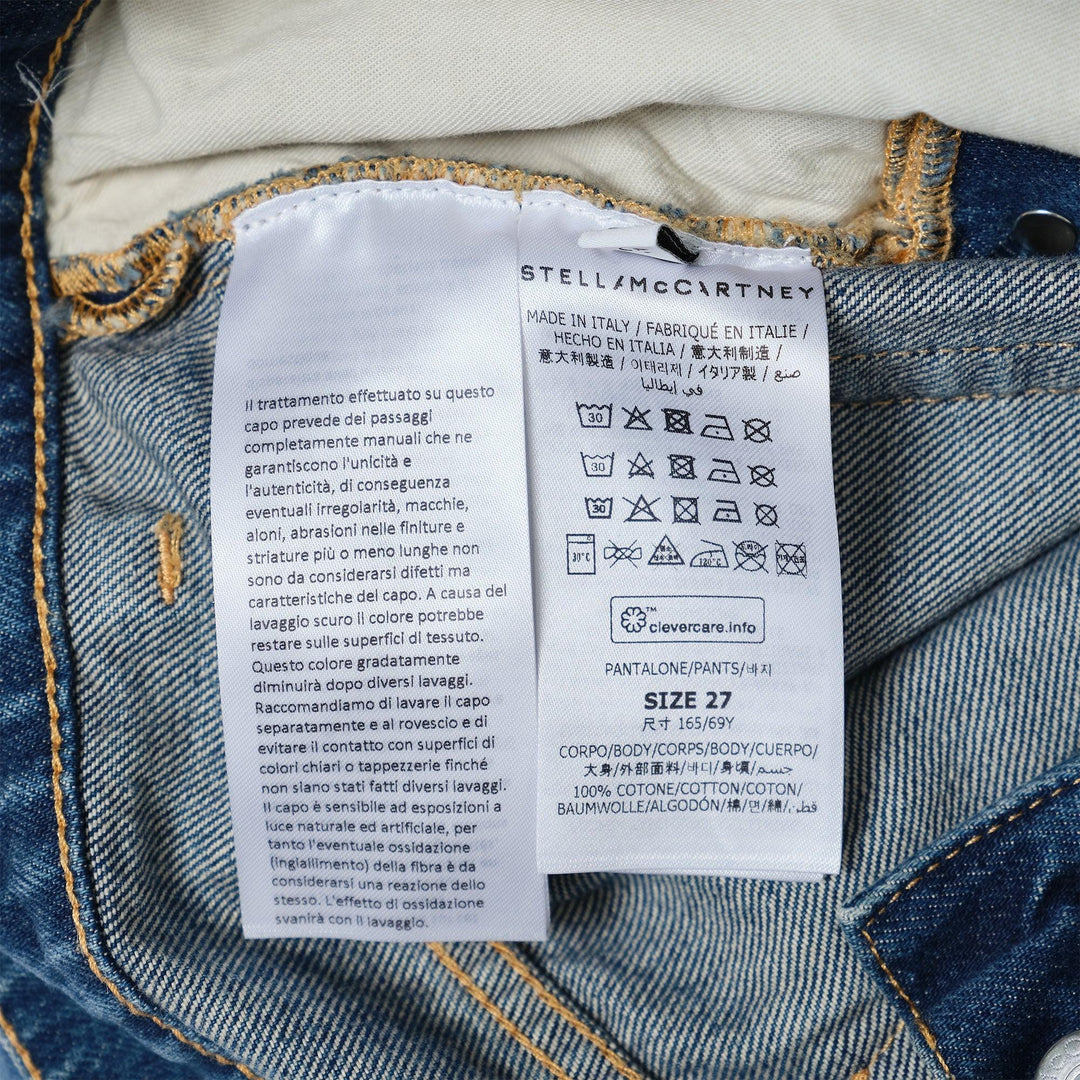 Il trattamento effettuato su questo
capo prevede dei passaggi
completamente manuali che ne
garantiscono l'unicità e
l'autenticità, di conseguenza
eventuali irregolarità, macchie,
aloni, abrasioni nelle finiture e
striature più o meno lunghe non
sono da considerarsi difetti ma
caratteristiche del capo. A causa del
lavaggio scuro il colore potrebbe
restare sulle superfici di tessuto.
Questo colore gradatamente
diminuirà dopo diversi lavaggi.
Raccomandiamo di lavare il capo
separatamente e al rovescio e di
evitare il contatto con superfici di
colori chiari o tappezzerie finché
non siano stati fatti diversi lavaggi.
Il capo è sensibile ad esposizioni a
luce naturale ed artificiale, per
tanto l'eventuale ossidazione
(ingiallimento) della fibra è da
considerarsi una reazione dello
stesso. L'effetto di ossidazione
svanirà con il lavaggio.
STELLA McCARTNEY
MADE IN ITALY / FABRIQUÉ EN ITALIE /
HECHO EN ITALIA / 意大利制造 /
意大利製造 / 이태리제 / イタリア製 / صنع
في إيطاليا
30
30
30
30°C
120°C
™
clevercare.info
PANTALONE/PANTS/바지
SIZE 27
尺寸 165/69Y
CORPO/BODY/CORPS/BODY/CUERPO/
大身/外部面料/바디/身頃/جسم
100% COTONE/COTTON/COTON/
BAUMWOLLE/ALGODÓN/棉/면/綿/قطن